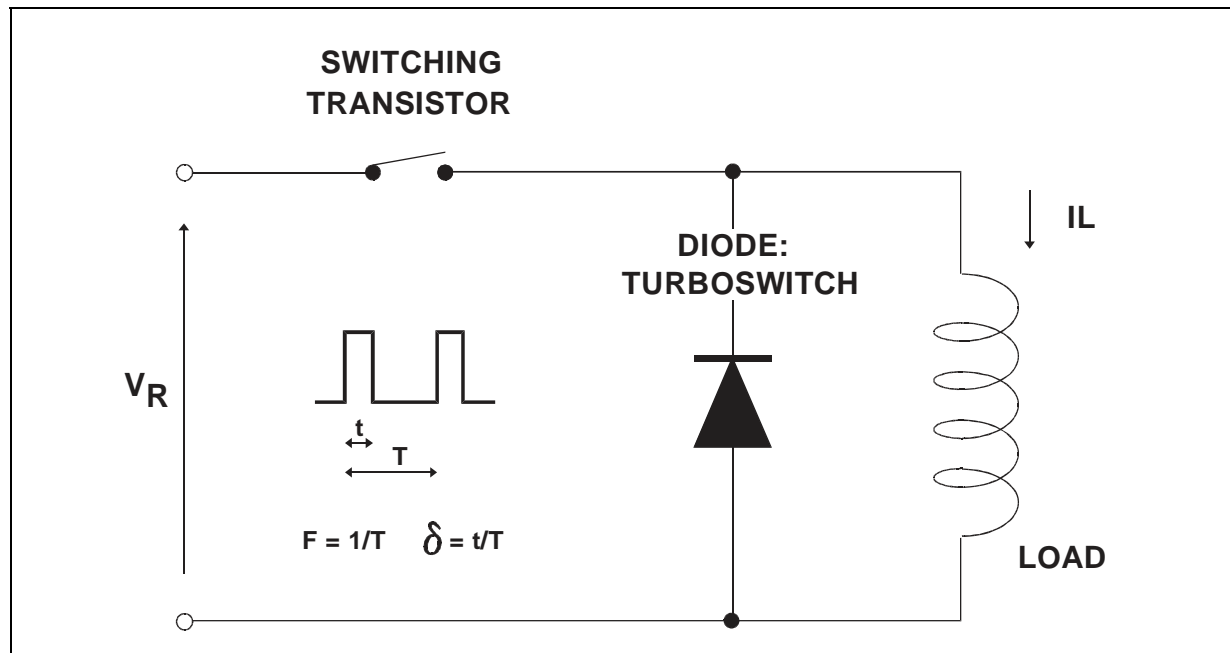 SWITCHING
TRANSISTOR
IL
DIODE:
TURBOSWITCH
VR
t
T
F = 1/T δ = t/T
LOAD